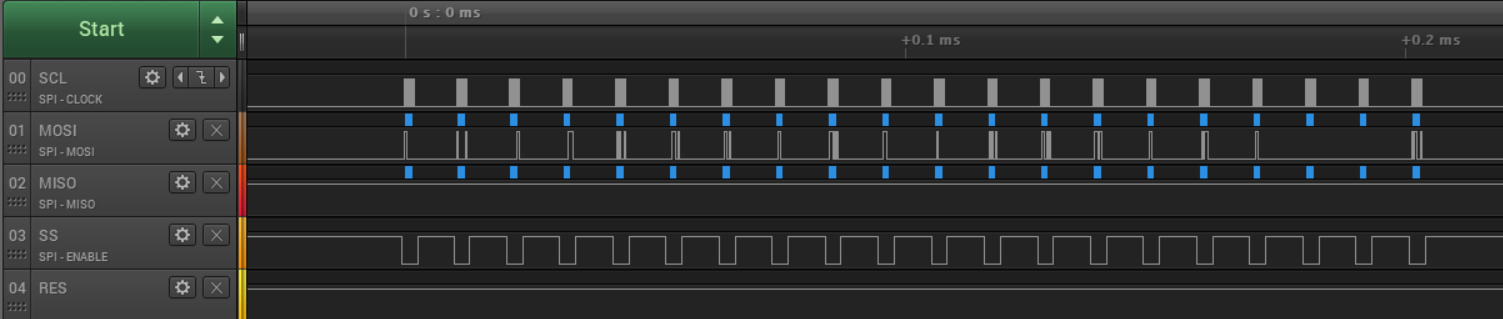 Start
0 s : 0 ms
+0.1 ms
+0.2 ms
00 SCL
SPI - CLOCK
01 MOSI
SPI - MOSI
02 MISO
SPI - MISO
03 SS
SPI - ENABLE
04 RES